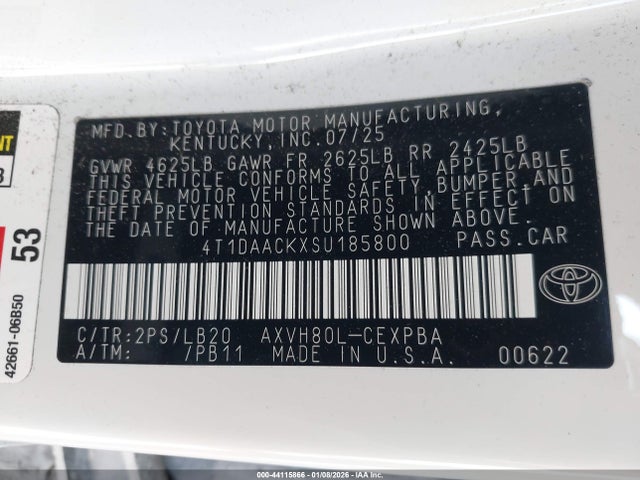 MFD.BY:TOYOTA MOTOR MANUFACTURING,
KENTUCKY,INC.07/25
GVWR 4625LB GAWR FR 2625LB RR 2425LB
THIS VEHICLE CONFORMS TO ALL APPLICABLE
FEDERAL MOTOR VEHICLE SAFETY,BUMPER,AND
THEFT PREVENTION STANDARDS IN EFFECT ON
THE DATE OF MANUFACTURE SHOWN ABOVE.
4T1DAACKXSU185800 PASS.CAR
C/TR:2PS/LB20 AXVH80L-CEXPBA
A/TM: /PB11 MADE IN U.S.A. 00622
53
42661-06B50
000-44115866 | 01/08/2026 | IAA Inc.